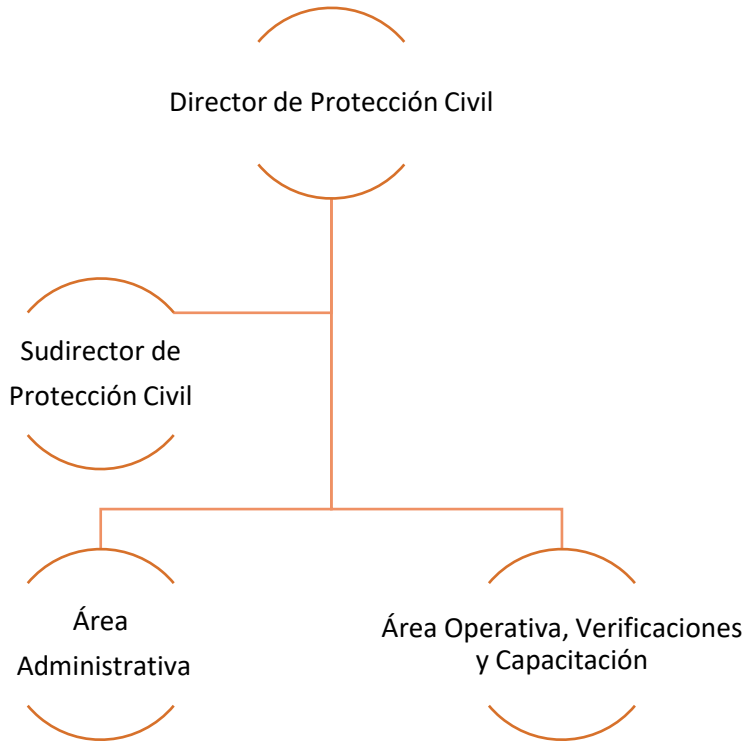 Director de Protección Civil
Sudirector de
Protección Civil
Área
Administrativa
Área Operativa, Verificaciones
y Capacitación